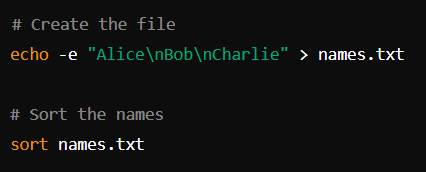 # Create the file
echo -e "Alice\nBob\nCharlie" > names.txt
# Sort the names
sort names.txt